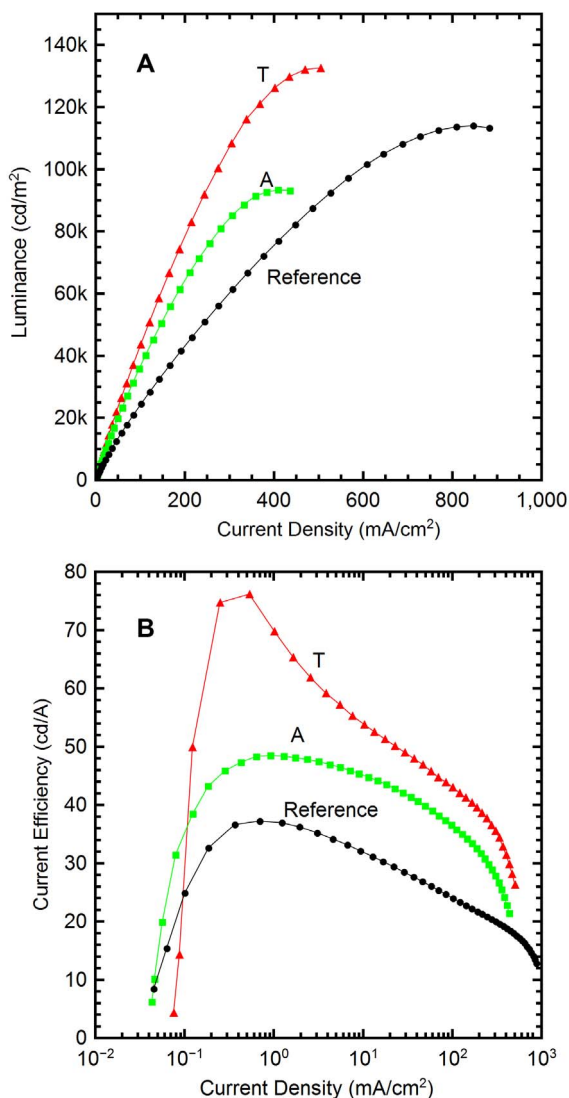 140k
A
T
120k
100k
A
80k
Reference
60k
40k
20k
0
0
200
400
600
800
1,000
Luminance (cd/m²)
Current Density (mA/cm²)
80
B
70
T
60
50
A
Reference
40
30
20
10
0
10⁻²
10⁻¹
10⁰
10¹
10²
10³
Current Efficiency (cd/A)
Current Density (mA/cm²)